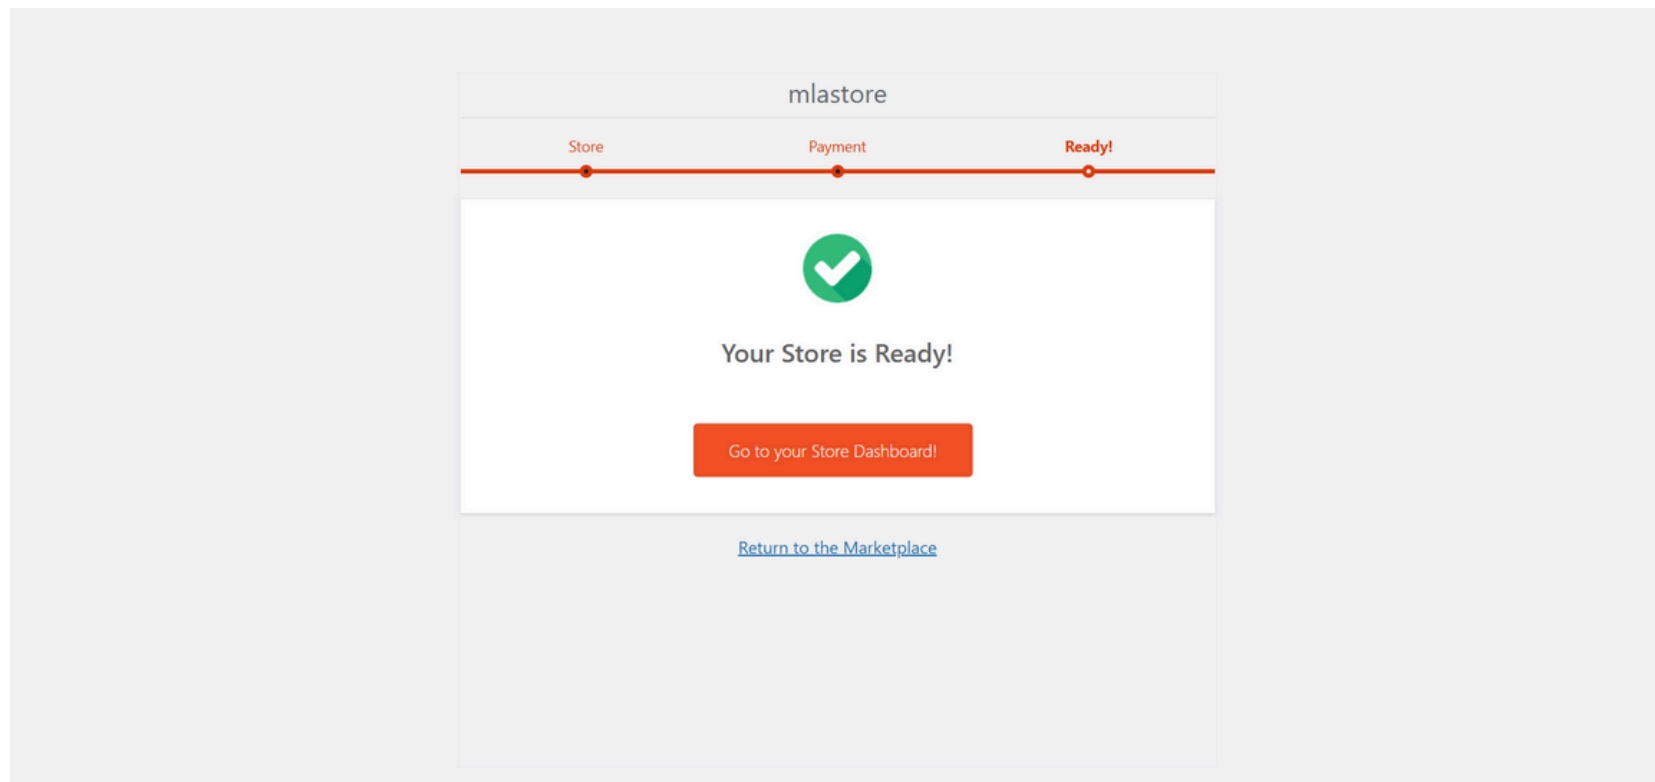 mlastore
Store Payment Ready!
Your Store is Ready!
Go to your Store Dashboard!
Return to the Marketplace